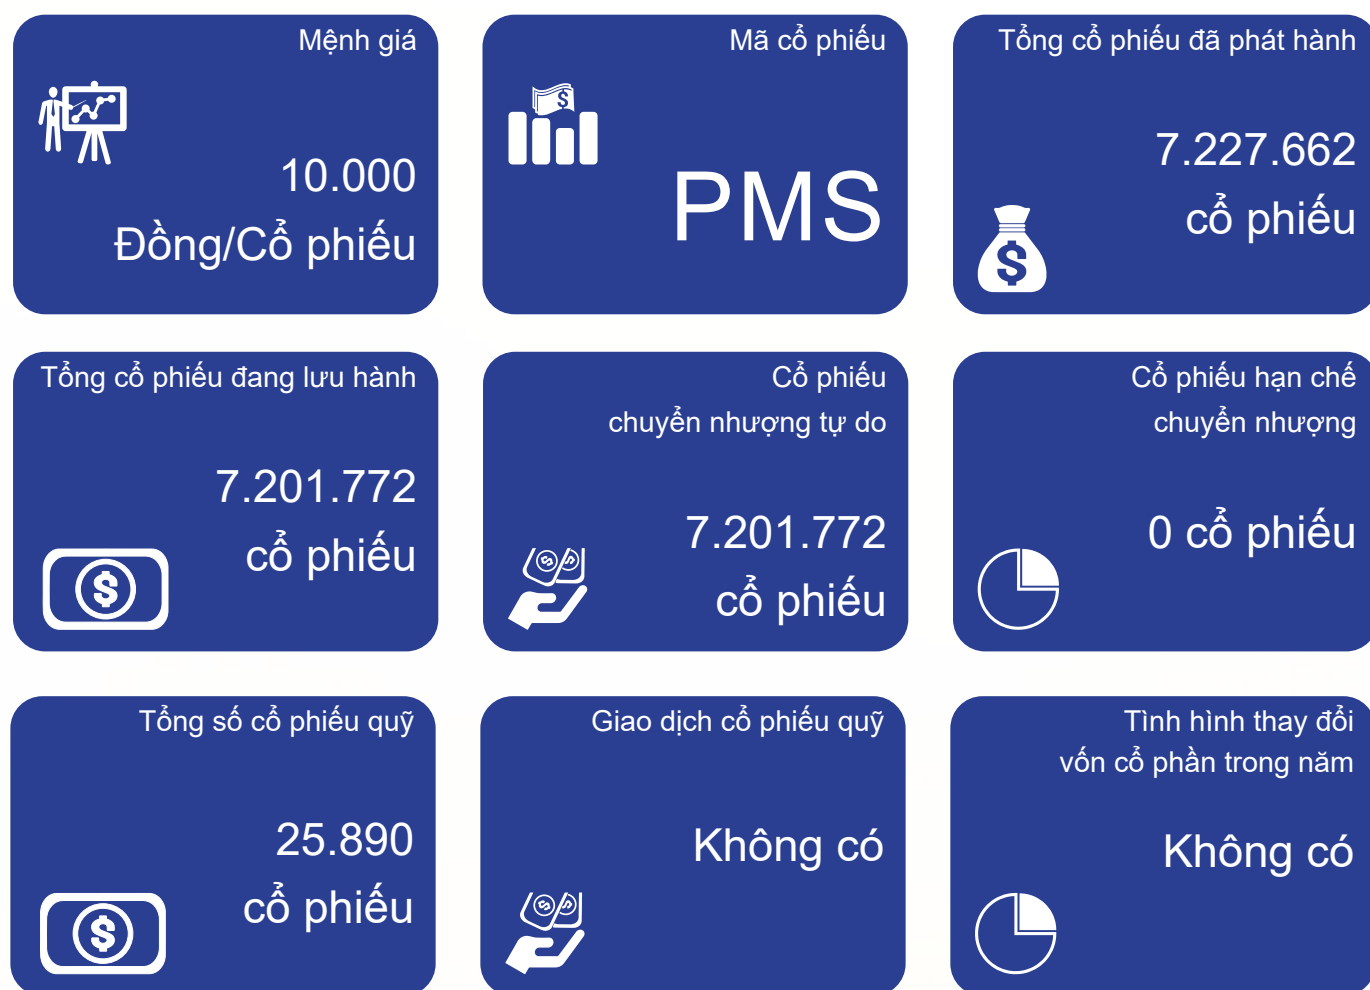 Mệnh giá
10.000
Đồng/Cổ phiếu
Mã cổ phiếu
PMS
Tổng cổ phiếu đã phát hành
7.227.662
cổ phiếu
Tổng cổ phiếu đang lưu hành
7.201.772
cổ phiếu
Cổ phiếu
chuyển nhượng tự do
7.201.772
cổ phiếu
Cổ phiếu hạn chế
chuyển nhượng
0 cổ phiếu
Tổng số cổ phiếu quỹ
25.890
cổ phiếu
Giao dịch cổ phiếu quỹ
Không có
Tình hình thay đổi
vốn cổ phần trong năm
Không có